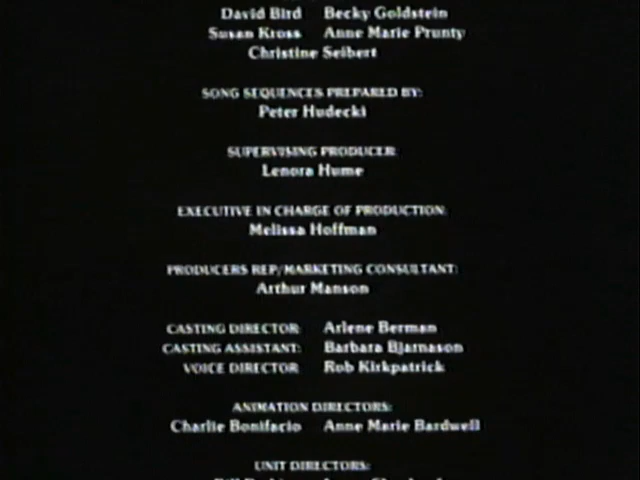 David Bird Becky Goldstein
Susan Kross Anne Marie Prunty
Christine Seibert
SONG SEQUENCES PREPARED BY:
Peter Hudecki
SUPERVISING PRODUCER:
Lenora Hume
EXECUTIVE IN CHARGE OF PRODUCTION:
Melissa Hoffman
PRODUCERS REP/MARKETING CONSULTANT:
Arthur Manson
CASTING DIRECTOR: Arlene Berman
CASTING ASSISTANT: Barbara Bjarnason
VOICE DIRECTOR: Rob Kirkpatrick
ANIMATION DIRECTORS:
Charlie Bonifacio Anne Marie Bardwell
UNIT DIRECTORS: